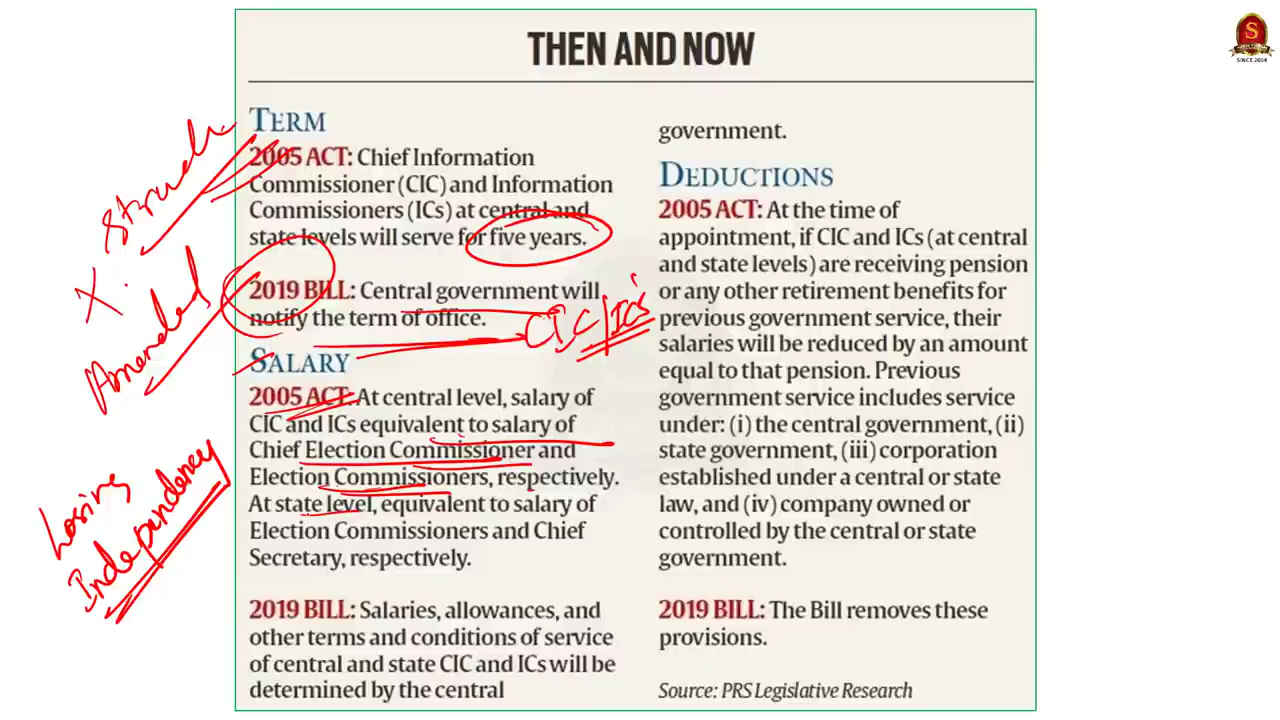 THEN AND NOW
TERM
2005 ACT: Chief Information
Commissioner (CIC) and Information
Commissioners (ICs) at central and
state levels will serve for five years.
2019 BILL: Central government will
notify the term of office.
SALARY
2005 ACT: At central level, salary of
CIC and ICs equivalent to salary of
Chief Election Commissioner and
Election Commissioners, respectively.
At state level, equivalent to salary of
Election Commissioners and Chief
Secretary, respectively.
2019 BILL: Salaries, allowances, and
other terms and conditions of service
of central and state CIC and ICs will be
determined by the central
government.
DEDUCTIONS
2005 ACT: At the time of
appointment, if CIC and ICs (at central
and state levels) are receiving pension
or any other retirement benefits for
previous government service, their
salaries will be reduced by an amount
equal to that pension. Previous
government service includes service
under: (i) the central government, (ii)
state government, (iii) corporation
established under a central or state
law, and (iv) company owned or
controlled by the central or state
government.
2019 BILL: The Bill removes these
provisions.
Source: PRS Legislative Research
X.
Amended
Losing
Independency
CIC/ICs
S
SINCE 2004